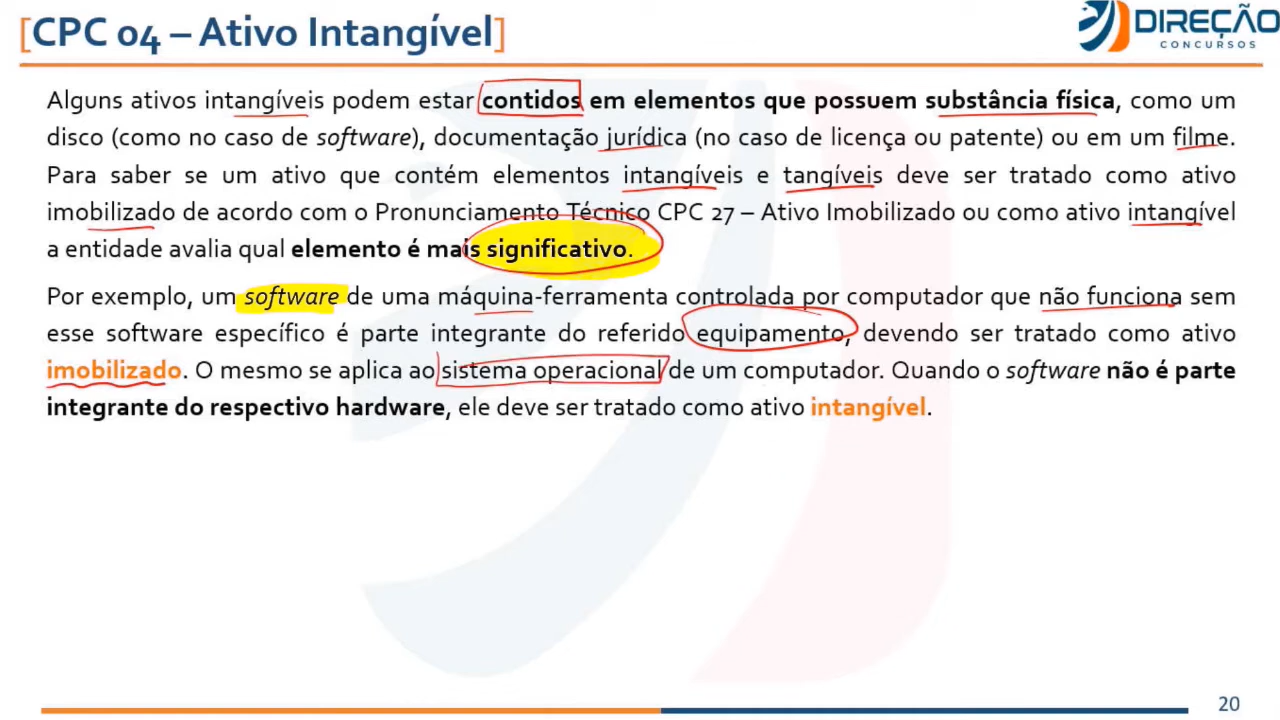 [CPC 04 – Ativo Intangível]
DIREÇÃO
CONCURSOS
Alguns ativos intangíveis podem estar contidos em elementos que possuem substância física, como um
disco (como no caso de software), documentação jurídica (no caso de licença ou patente) ou em um filme.
Para saber se um ativo que contém elementos intangíveis e tangíveis deve ser tratado como ativo
imobilizado de acordo com o Pronunciamento Técnico CPC 27 – Ativo Imobilizado ou como ativo intangível
a entidade avalia qual elemento é mais significativo.
Por exemplo, um software de uma máquina-ferramenta controlada por computador que não funciona sem
esse software específico é parte integrante do referido equipamento, devendo ser tratado como ativo
imobilizado. O mesmo se aplica ao sistema operacional de um computador. Quando o software não é parte
integrante do respectivo hardware, ele deve ser tratado como ativo intangível.
20